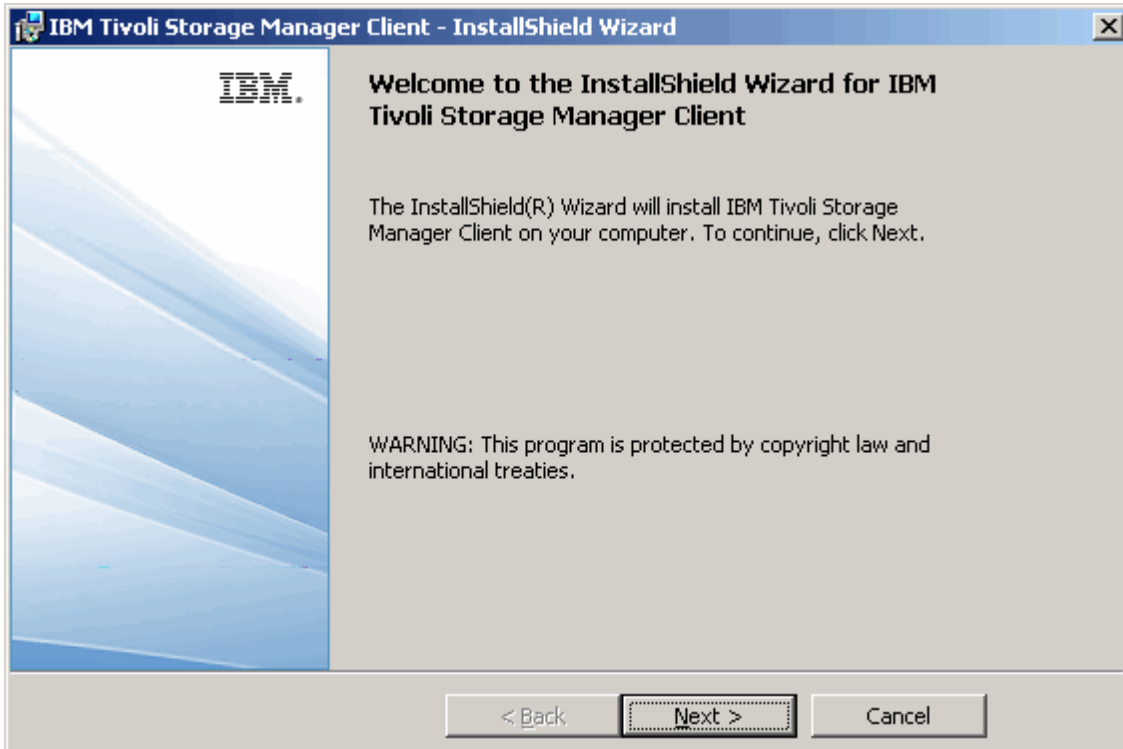 IBM Tivoli Storage Manager Client - InstallShield Wizard
IBM.
Welcome to the InstallShield Wizard for IBM
Tivoli Storage Manager Client
The InstallShield(R) Wizard will install IBM Tivoli Storage
Manager Client on your computer. To continue, click Next.
WARNING: This program is protected by copyright law and
international treaties.
< Back
Next >
Cancel